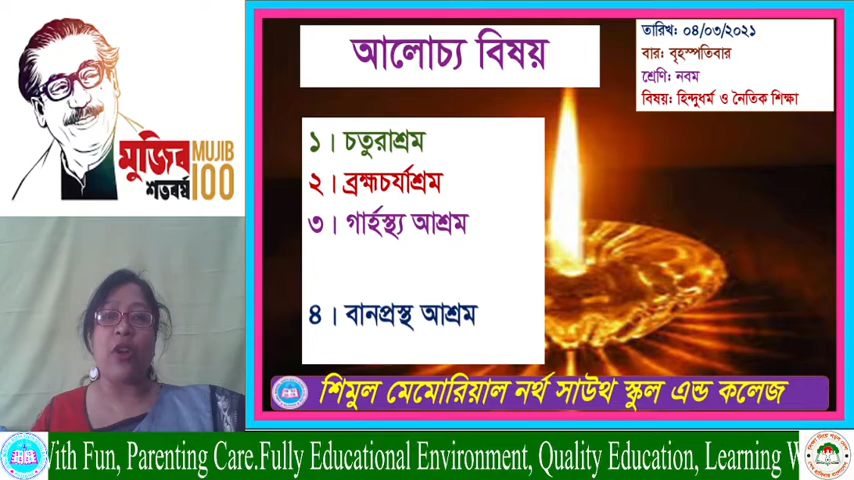 মুজিব
শতবর্ষ
MUJIB
100
আলোচ্য বিষয়
তারিখ: ০৪/০৩/২০২১
বার: বৃহস্পতিবার
শ্রেণি: নবম
বিষয়: হিন্দুধর্ম ও নৈতিক শিক্ষা
১। চতুরাশ্রম
২। ব্রহ্মচর্যাশ্রম
৩। গার্হস্থ্য আশ্রম
৪। বানপ্রস্থ আশ্রম
শিমুল মেমোরিয়াল নর্থ সাউথ স্কুল এন্ড কলেজ
With Fun, Parenting Care.Fully Educational Environment, Quality Education, Learning W